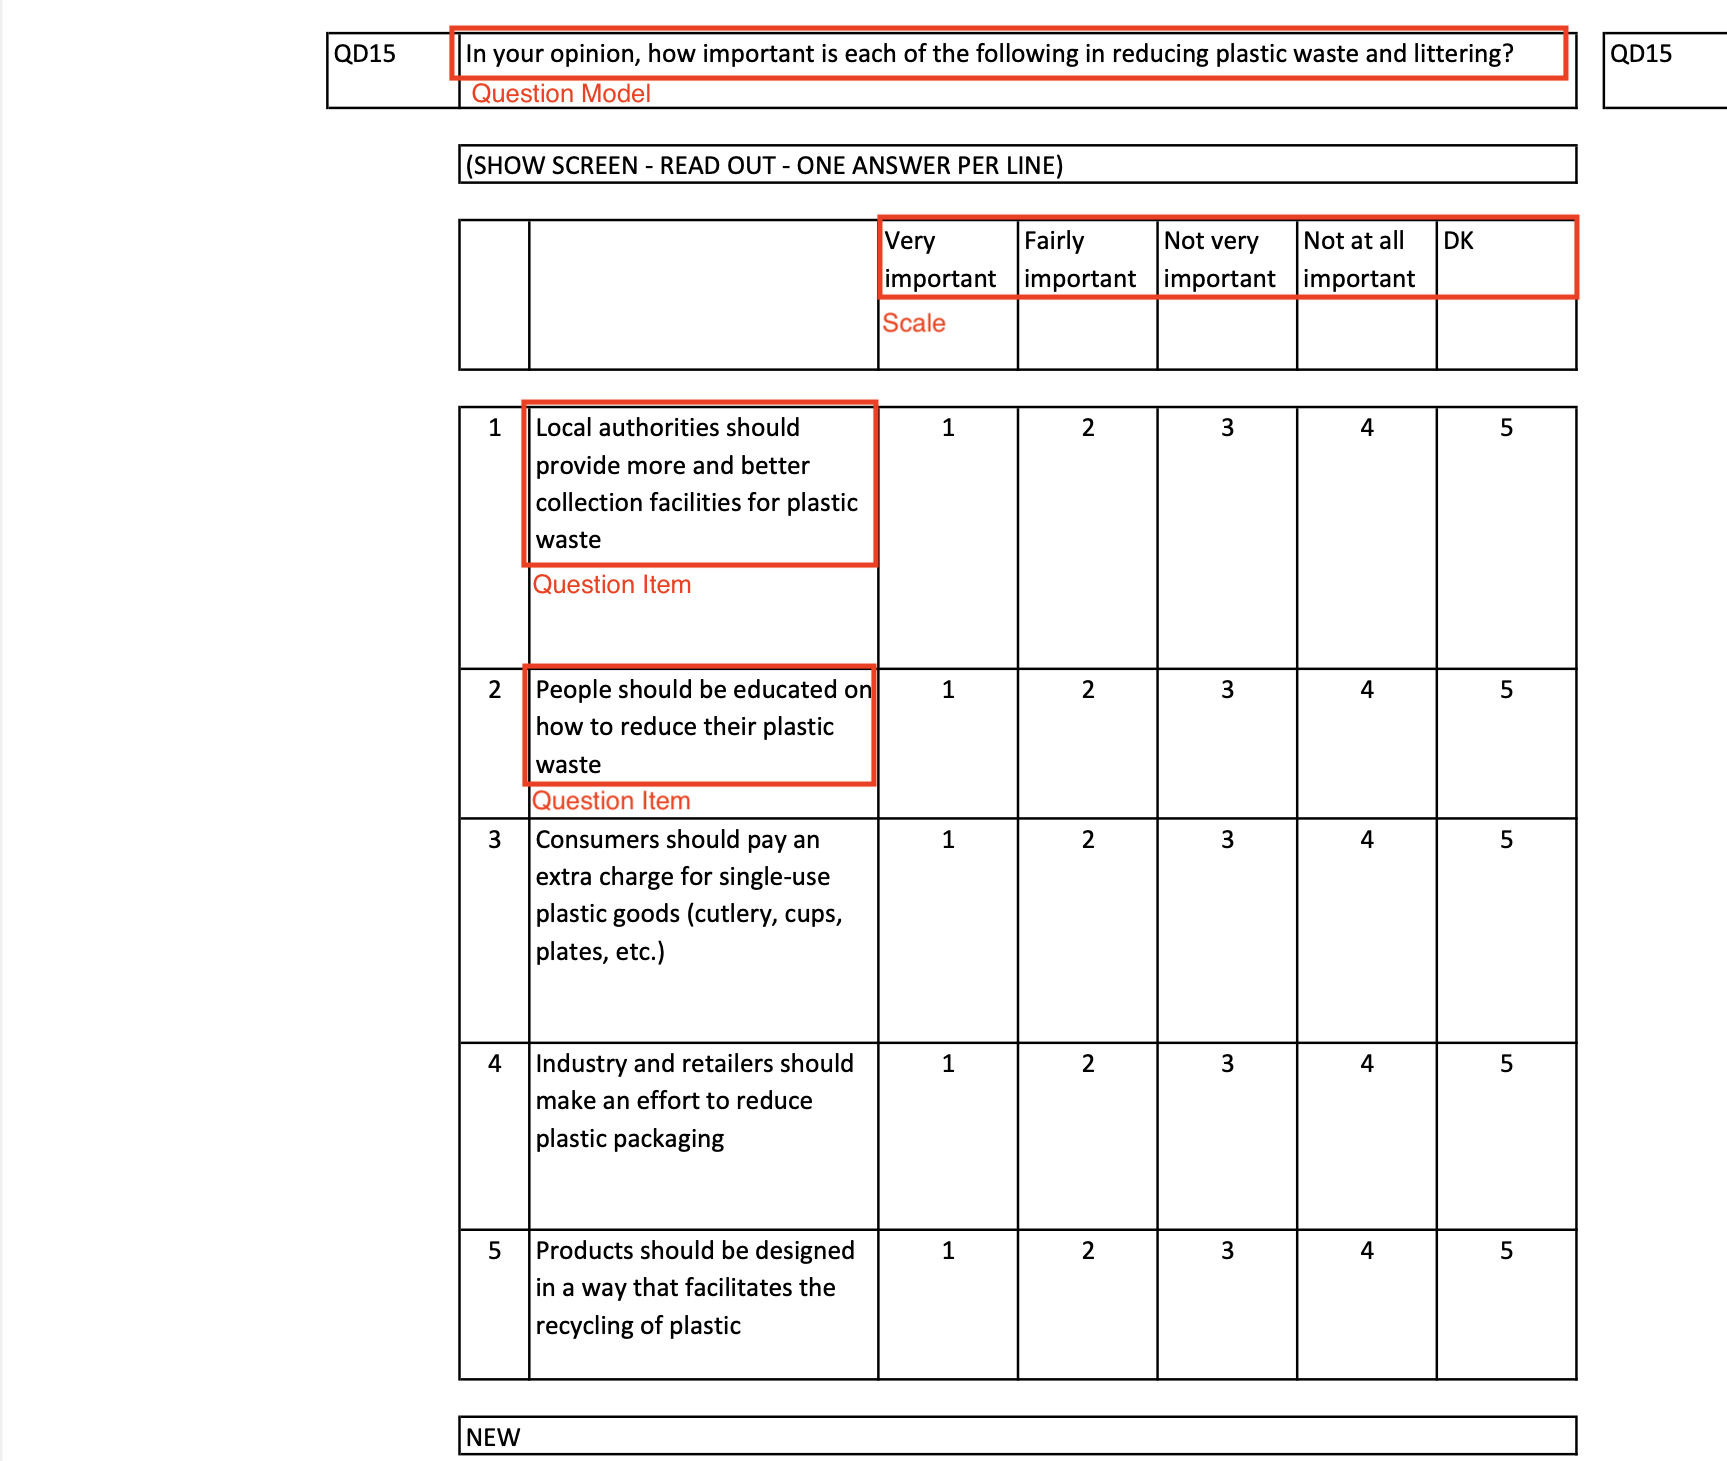 QD15
In your opinion, how important is each of the following in reducing plastic waste and littering?
QD15
Question Model
(SHOW SCREEN - READ OUT - ONE ANSWER PER LINE)
Very important
Fairly important
Not very important
Not at all important
DK
Scale
1
Local authorities should
provide more and better
collection facilities for plastic
waste
1 2 3 4 5
Question Item
2
People should be educated on
how to reduce their plastic
waste
1 2 3 4 5
Question Item
3
Consumers should pay an
extra charge for single-use
plastic goods (cutlery, cups,
plates, etc.)
1 2 3 4 5
4
Industry and retailers should
make an effort to reduce
plastic packaging
1 2 3 4 5
5
Products should be designed
in a way that facilitates the
recycling of plastic
1 2 3 4 5
NEW